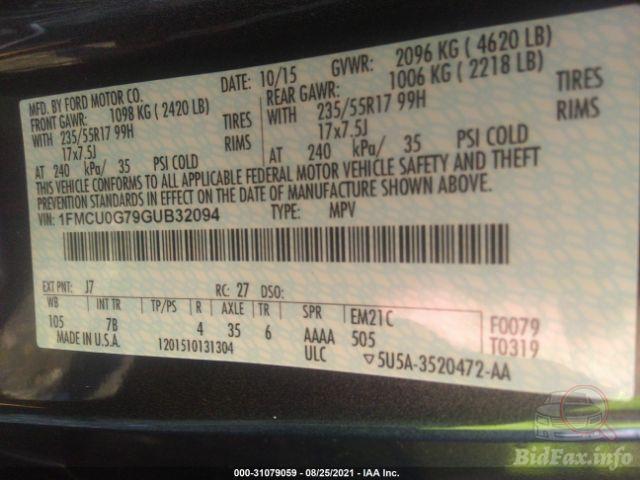 MFD. BY FORD MOTOR CO.
DATE: 10/15 GVWR: 2096 KG ( 4620 LB)
FRONT GAWR: 1098 KG ( 2420 LB)
REAR GAWR: 1006 KG ( 2218 LB)
WITH 235/55R17 99H TIRES
WITH 235/55R17 99H TIRES
17x7.5J RIMS
17x7.5J RIMS
AT 240 kPa/ 35 PSI COLD
AT 240 kPa/ 35 PSI COLD
THIS VEHICLE CONFORMS TO ALL APPLICABLE FEDERAL MOTOR VEHICLE SAFETY AND THEFT
PREVENTION STANDARDS IN EFFECT ON THE DATE OF MANUFACTURE SHOWN ABOVE.
VIN: 1FMCU0G79GUB32094 TYPE: MPV
EXT PNT: J7 RC: 27 DSO:
WB INT TR TP/PS R AXLE TR SPR EM21C F0079
105 7B 4 35 6 AAAA 505 T0319
MADE IN U.S.A. 1201510131304 ULC ▽5U5A-3520472-AA
BidFax.info
000-31079059 - 08/25/2021 - IAA Inc.